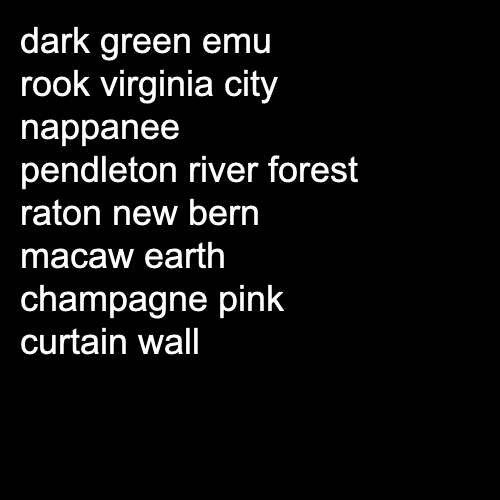 dark green emu
rook virginia city
nappanee
pendleton river forest
raton new bern
macaw earth
champagne pink
curtain wall